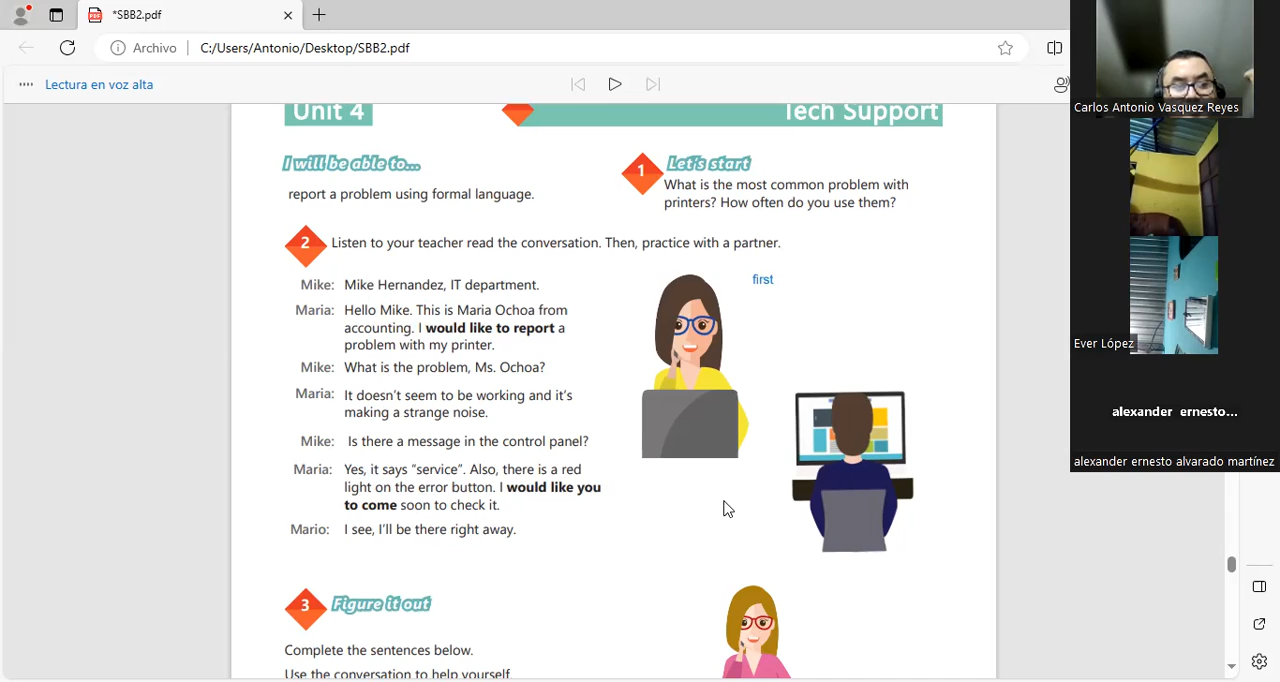 *SBB2.pdf
Archivo
C:/Users/Antonio/Desktop/SBB2.pdf
Lectura en voz alta
Unit 4
Tech Support
I will be able to...
report a problem using formal language.
1
Let's start
What is the most common problem with
printers? How often do you use them?
2
Listen to your teacher read the conversation. Then, practice with a partner.
first
Mike: Mike Hernandez, IT department.
Maria: Hello Mike. This is Maria Ochoa from
accounting. I would like to report a
problem with my printer.
Mike: What is the problem, Ms. Ochoa?
Maria: It doesn't seem to be working and it's
making a strange noise.
Mike: Is there a message in the control panel?
Maria: Yes, it says "service". Also, there is a red
light on the error button. I would like you
to come soon to check it.
Mario: I see, I'll be there right away.
3
Figure it out
Complete the sentences below.
Use the conversation to help yourself.
Carlos Antonio Vasquez Reyes
Ever López
alexander ernesto...
alexander ernesto alvarado martínez